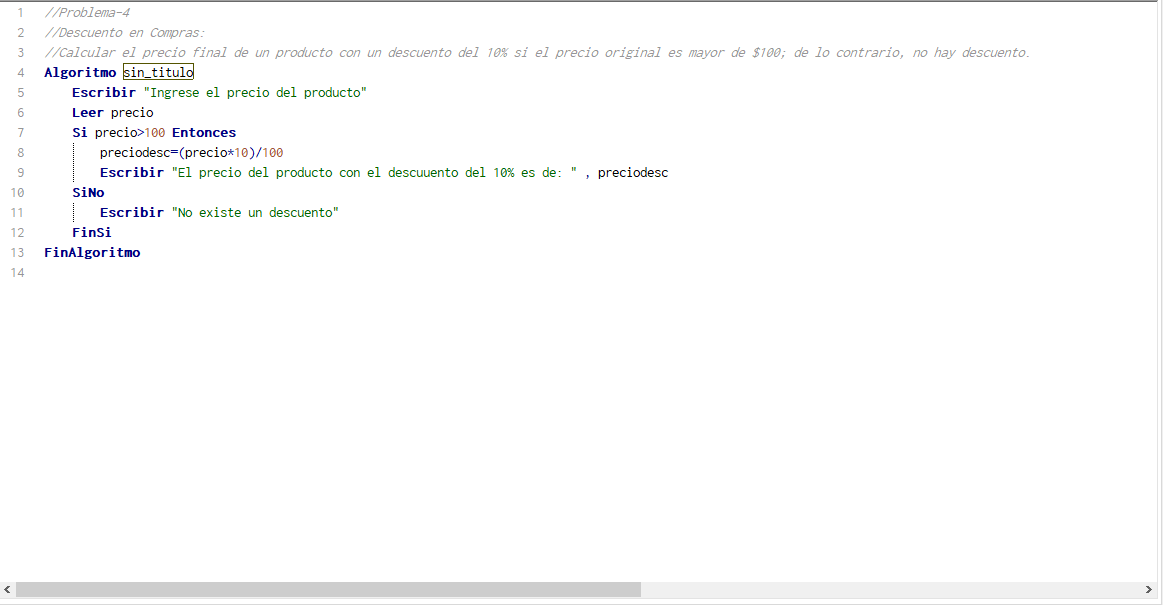 1 //Problema-4
2 //Descuento en Compras:
3 //Calcular el precio final de un producto con un descuento del 10% si el precio original es mayor de $100; de lo contrario, no hay descuento.
4 Algoritmo sin_titulo
5 Escribir "Ingrese el precio del producto"
6 Leer precio
7 Si precio>100 Entonces
8 preciodesc=(precio*10)/100
9 Escribir "El precio del producto con el descuuento del 10% es de: " , preciodesc
10 SiNo
11 Escribir "No existe un descuento"
12 FinSi
13 FinAlgoritmo
14